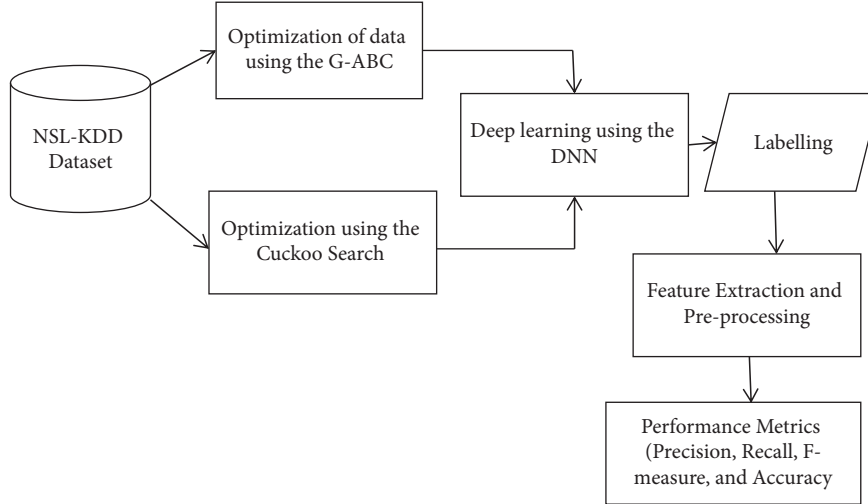 Optimization of data
using the G-ABC
NSL-KDD
Dataset
Deep learning using the
DNN
Labelling
Optimization using the
Cuckoo Search
Feature Extraction and
Pre-processing
Performance Metrics
(Precision, Recall, F-
measure, and Accuracy